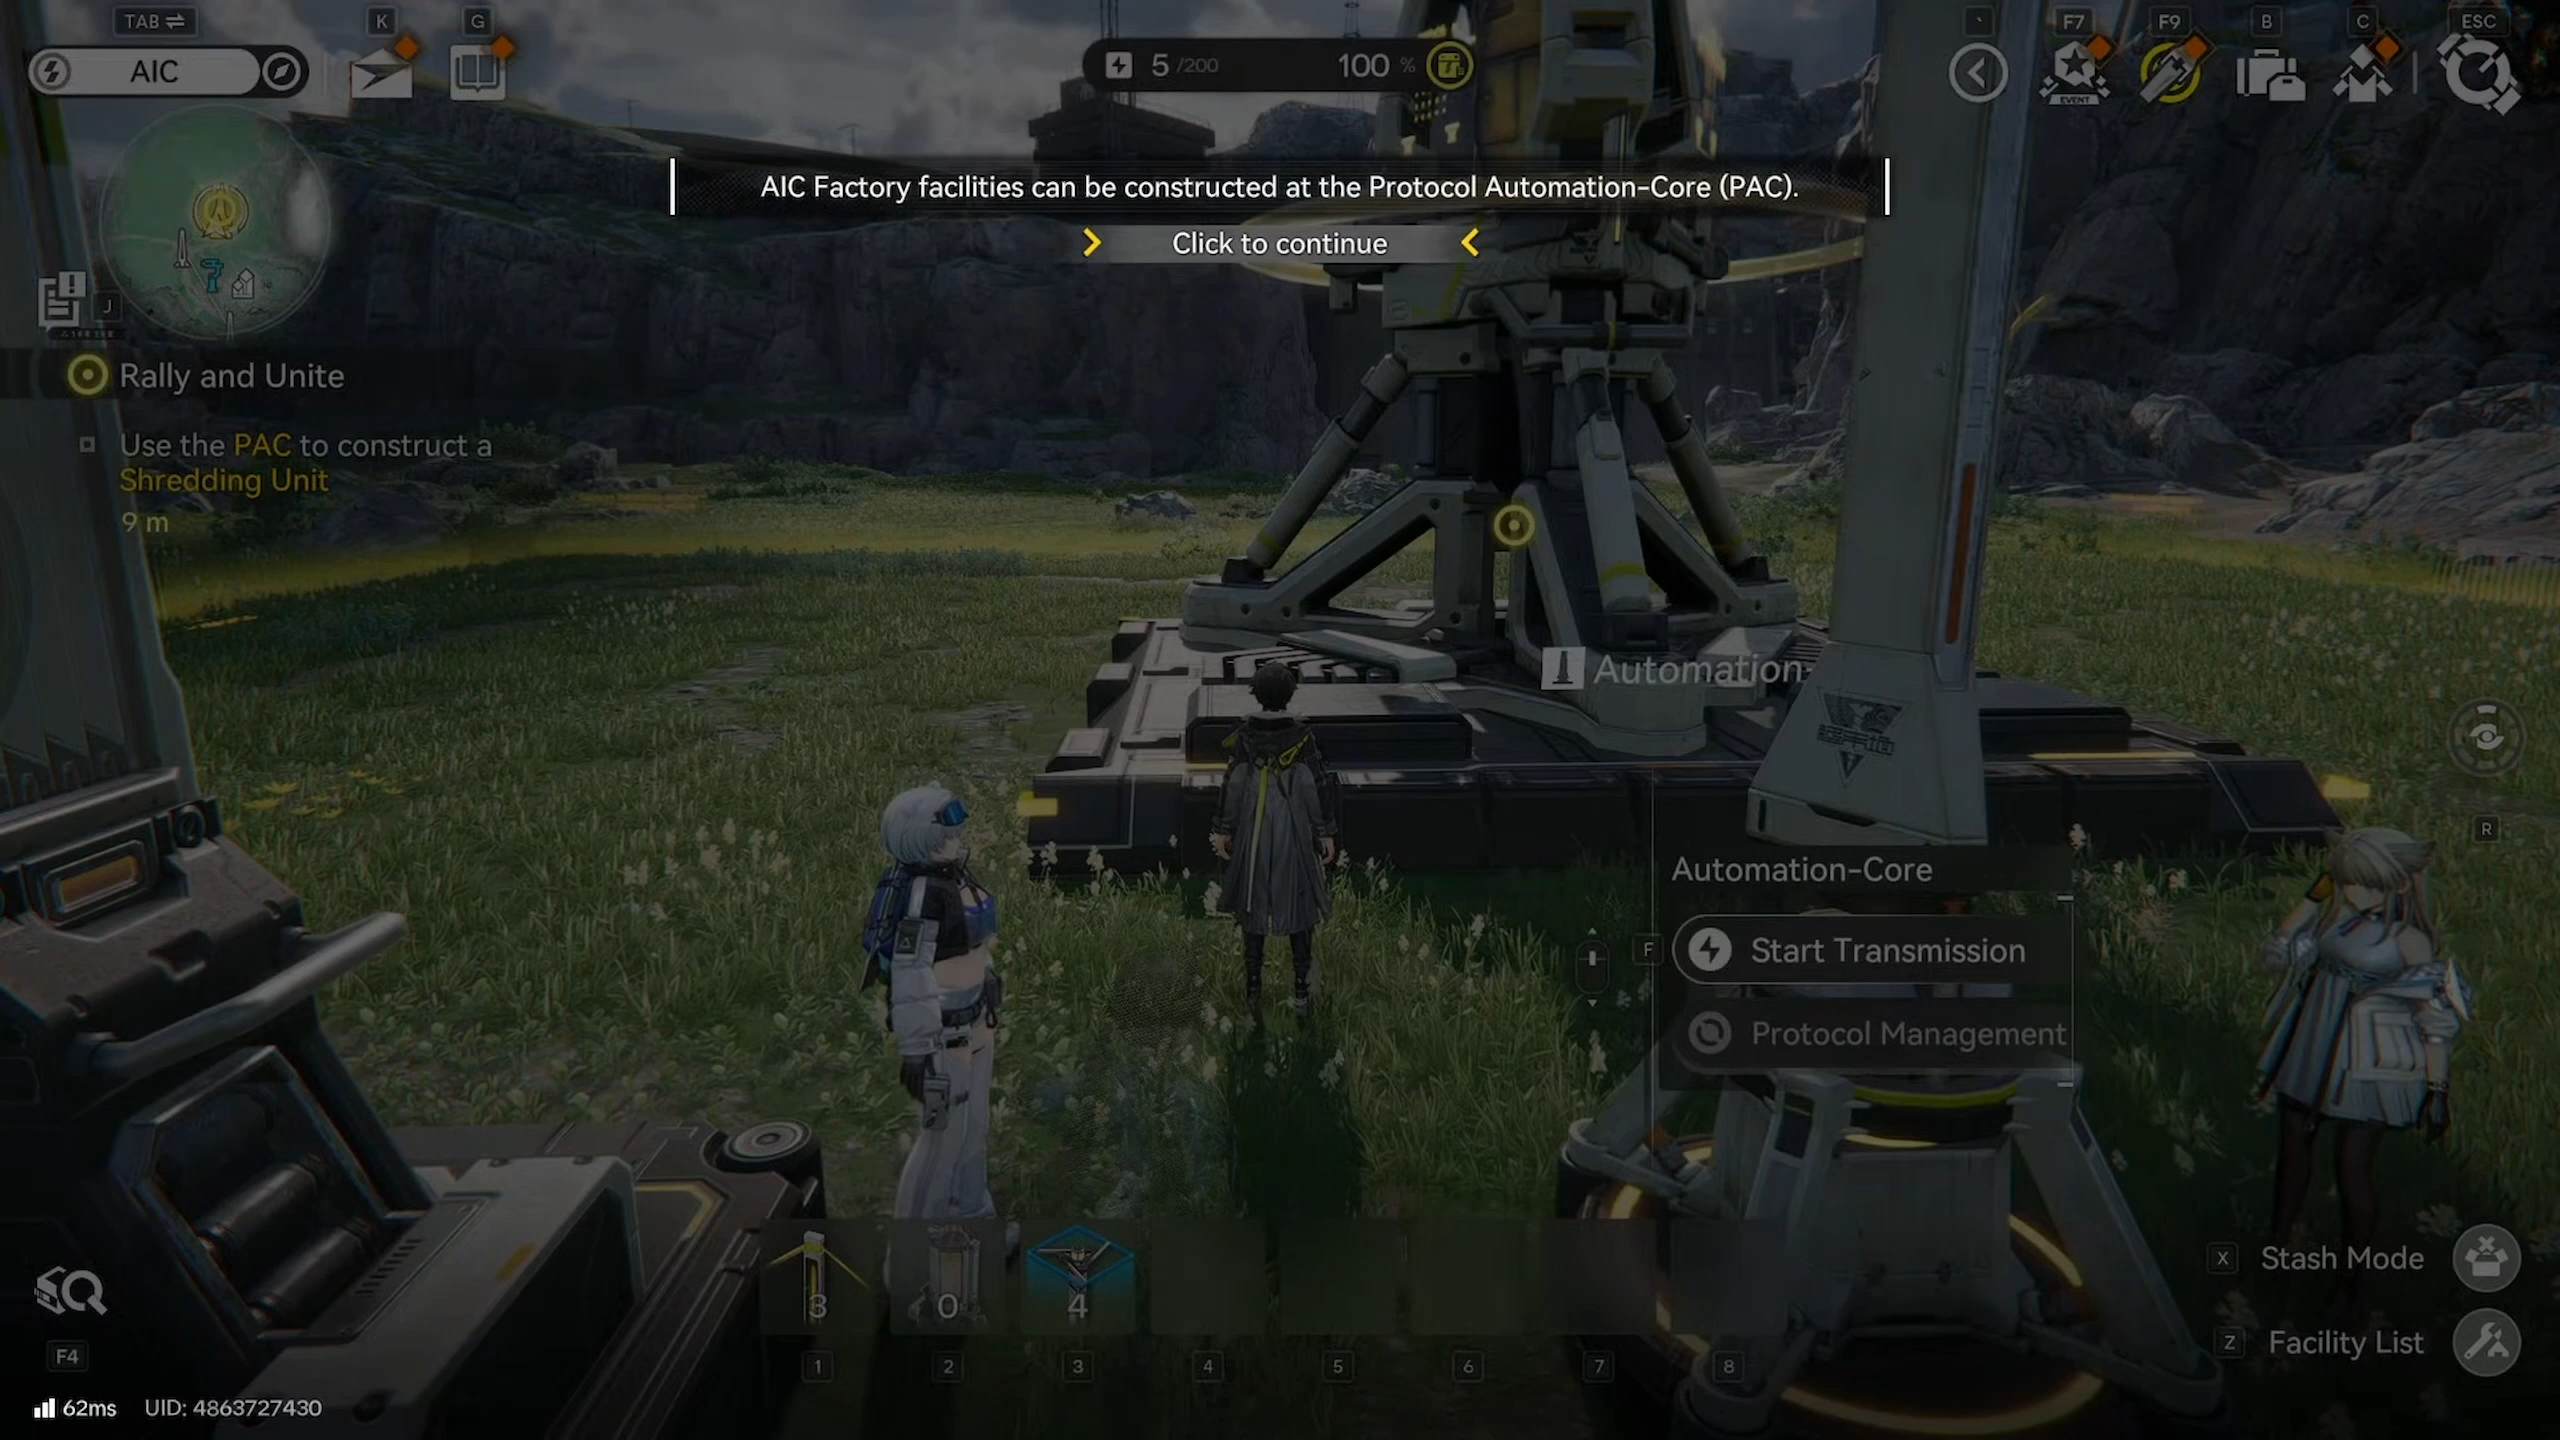 TAB
K
G
F7
F9
B
C
ESC
AIC
5 /200
100 %
EVENT
AIC Factory facilities can be constructed at the Protocol Automation-Core (PAC).
Click to continue
J
Rally and Unite
Use the PAC to construct a
Shredding Unit
9 m
Automation-
R
Automation-Core
F
Start Transmission
Protocol Management
X
Stash Mode
3
0
4
Z
Facility List
F4
1
2
3
4
5
6
7
8
62ms
UID: 4863727430